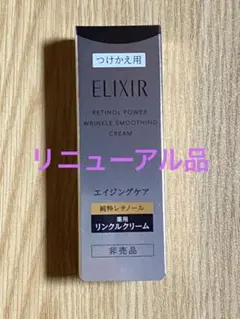 つけかえ用
ELIXIR
RETINOL POWER
WRINKLE SMOOTHING
CREAM
リニューアル品
エイジングケア
純粋レチノール
薬用
リンクルクリーム
非売品